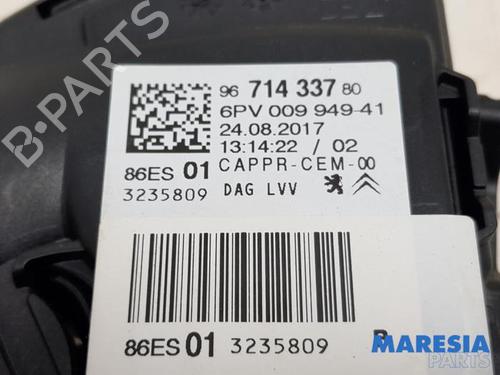 96 714 337 80
6PV 009 949-41
24.08.2017
13:14:22 / 02
86ES 01 CAPPR-CEM-00
3235809 DAG LVV
86ES 01 3235809
MARESIA
PARTS